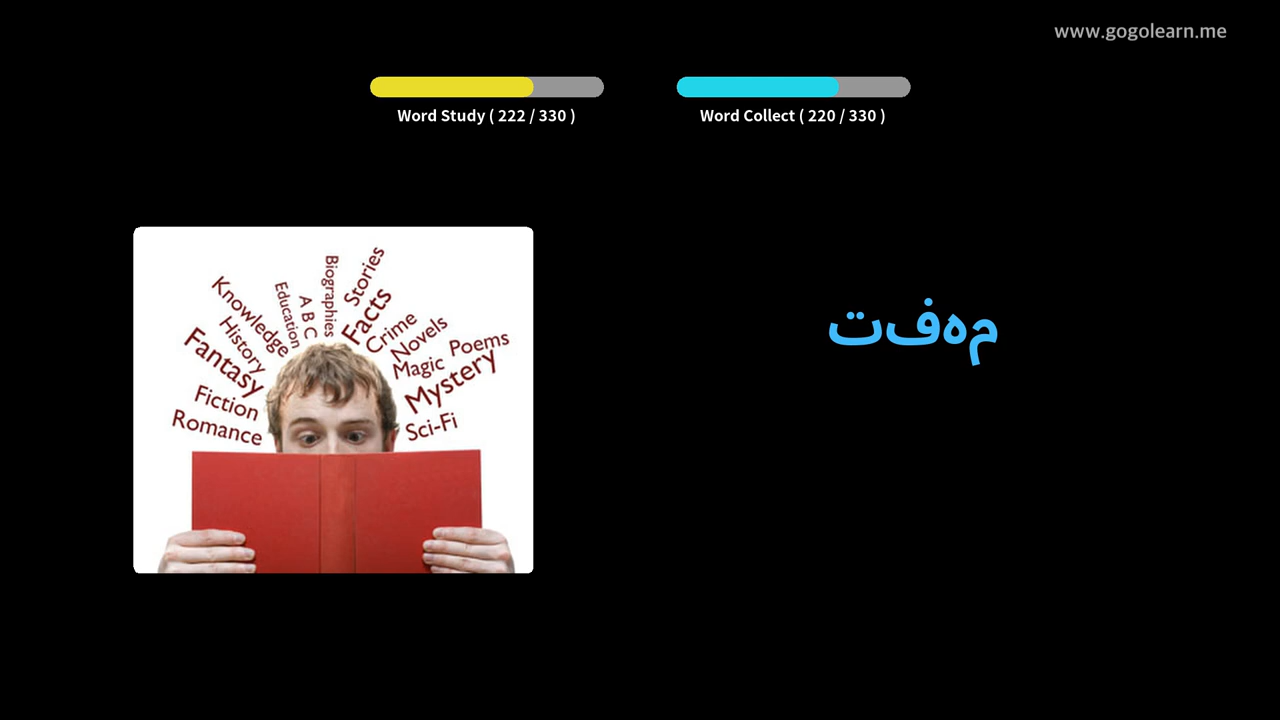 www.gogolearn.me
Word Study ( 222 / 330 )
Word Collect ( 220 / 330 )
Biographies
Stories
Education
A B C
Facts
Knowledge
Crime
History
Novels
Fantasy
Magic
Poems
Mystery
Fiction
Romance
Sci-Fi
مهفت